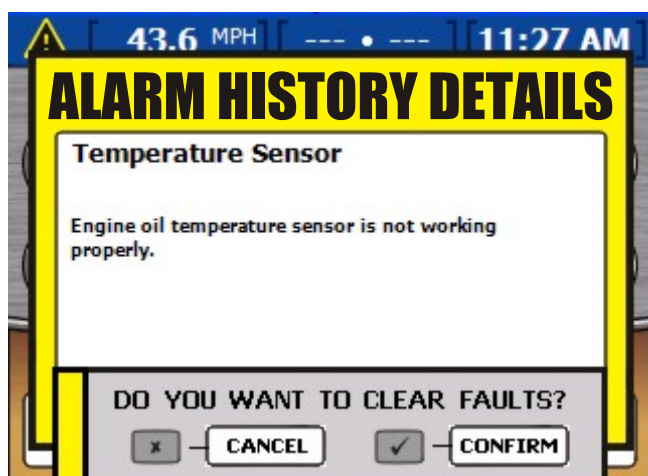 43.6 MPH --- • --- 11:27 AM
ALARM HISTORY DETAILS
Temperature Sensor
Engine oil temperature sensor is not working
properly.
DO YOU WANT TO CLEAR FAULTS?
x CANCEL ✓ CONFIRM